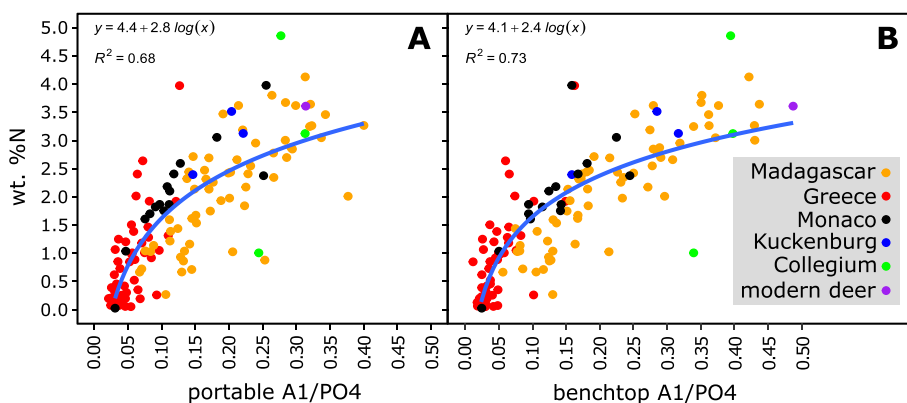 y = 4.4 + 2.8 log(x)
R² = 0.68
A
y = 4.1 + 2.4 log(x)
R² = 0.73
B
wt. %N
5.0
4.5
4.0
3.5
3.0
2.5
2.0
1.5
1.0
0.5
0.0
Madagascar
Greece
Monaco
Kuckenburg
Collegium
modern deer
0.00 0.05 0.10 0.15 0.20 0.25 0.30 0.35 0.40 0.45 0.50
0.00 0.05 0.10 0.15 0.20 0.25 0.30 0.35 0.40 0.45 0.50
portable A1/PO4
benchtop A1/PO4